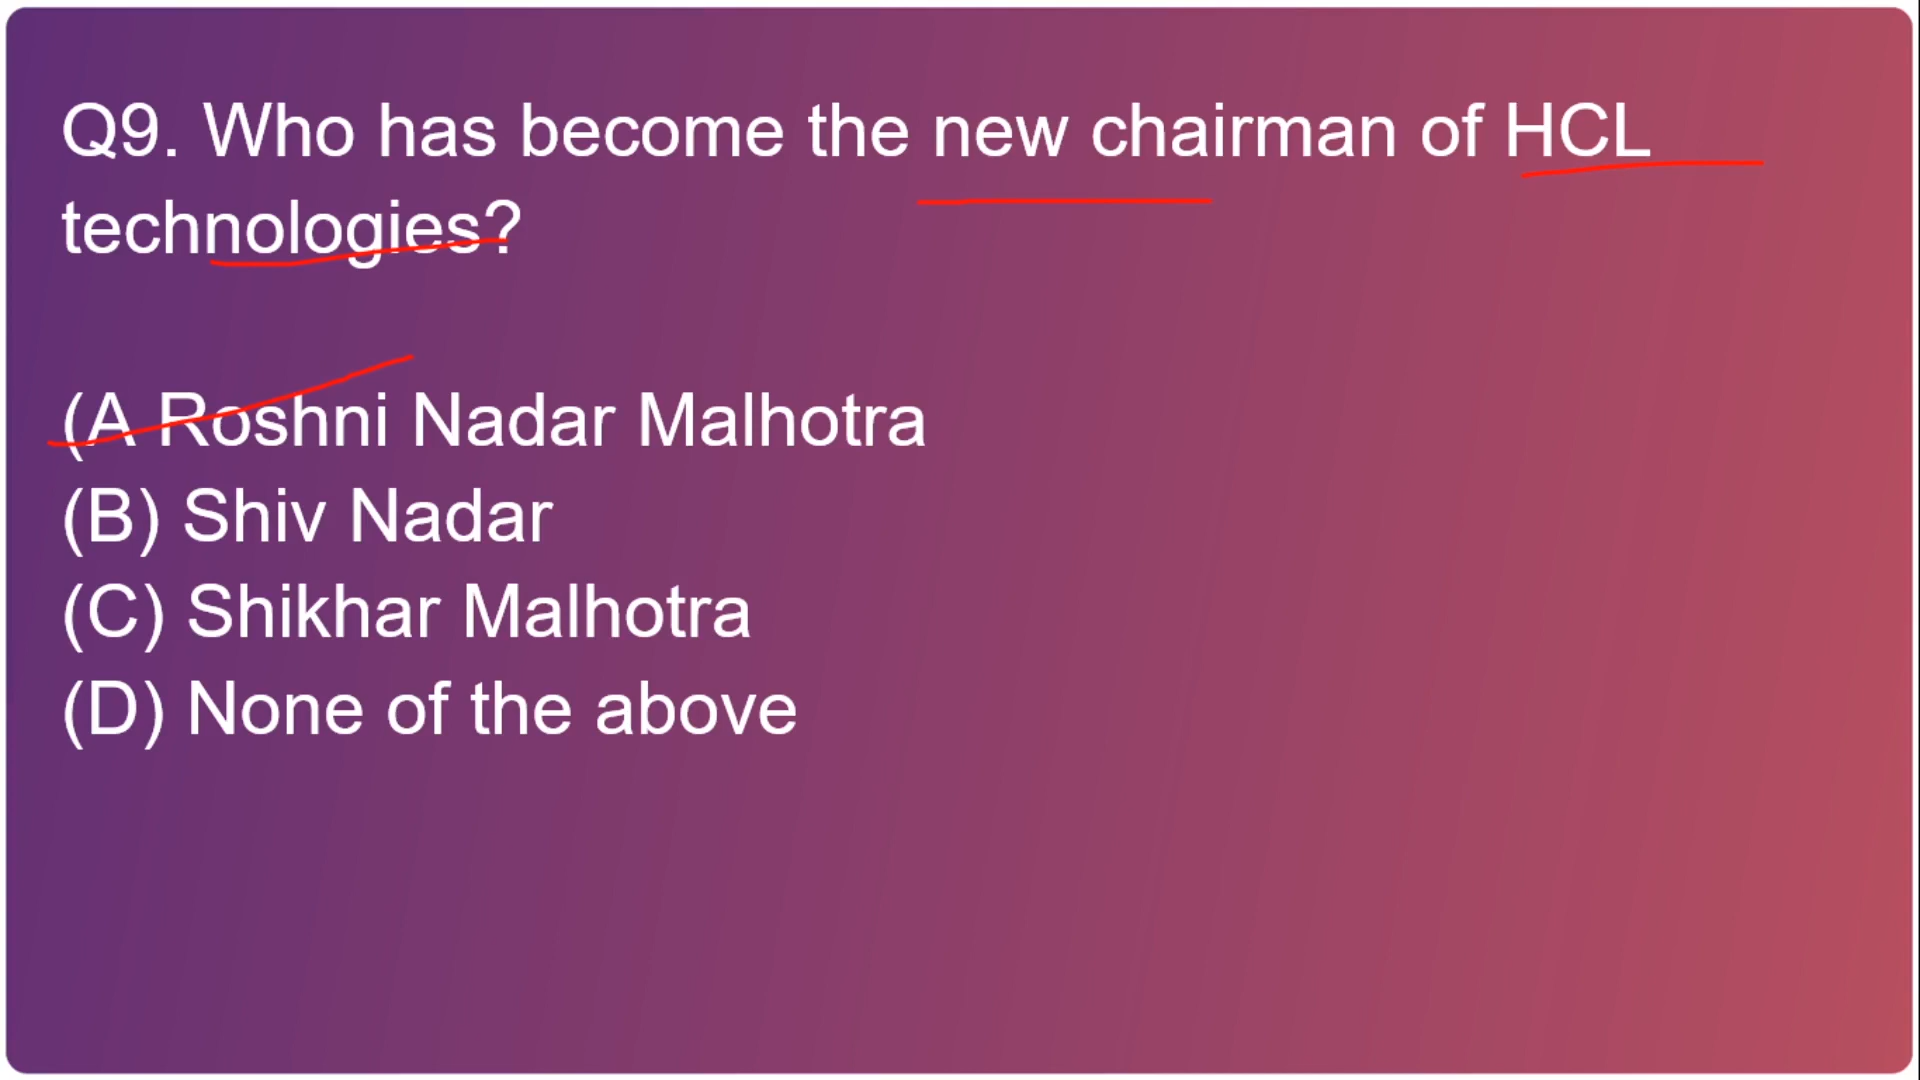 Q9. Who has become the new chairman of HCL
technologies?
(A Roshni Nadar Malhotra
(B) Shiv Nadar
(C) Shikhar Malhotra
(D) None of the above